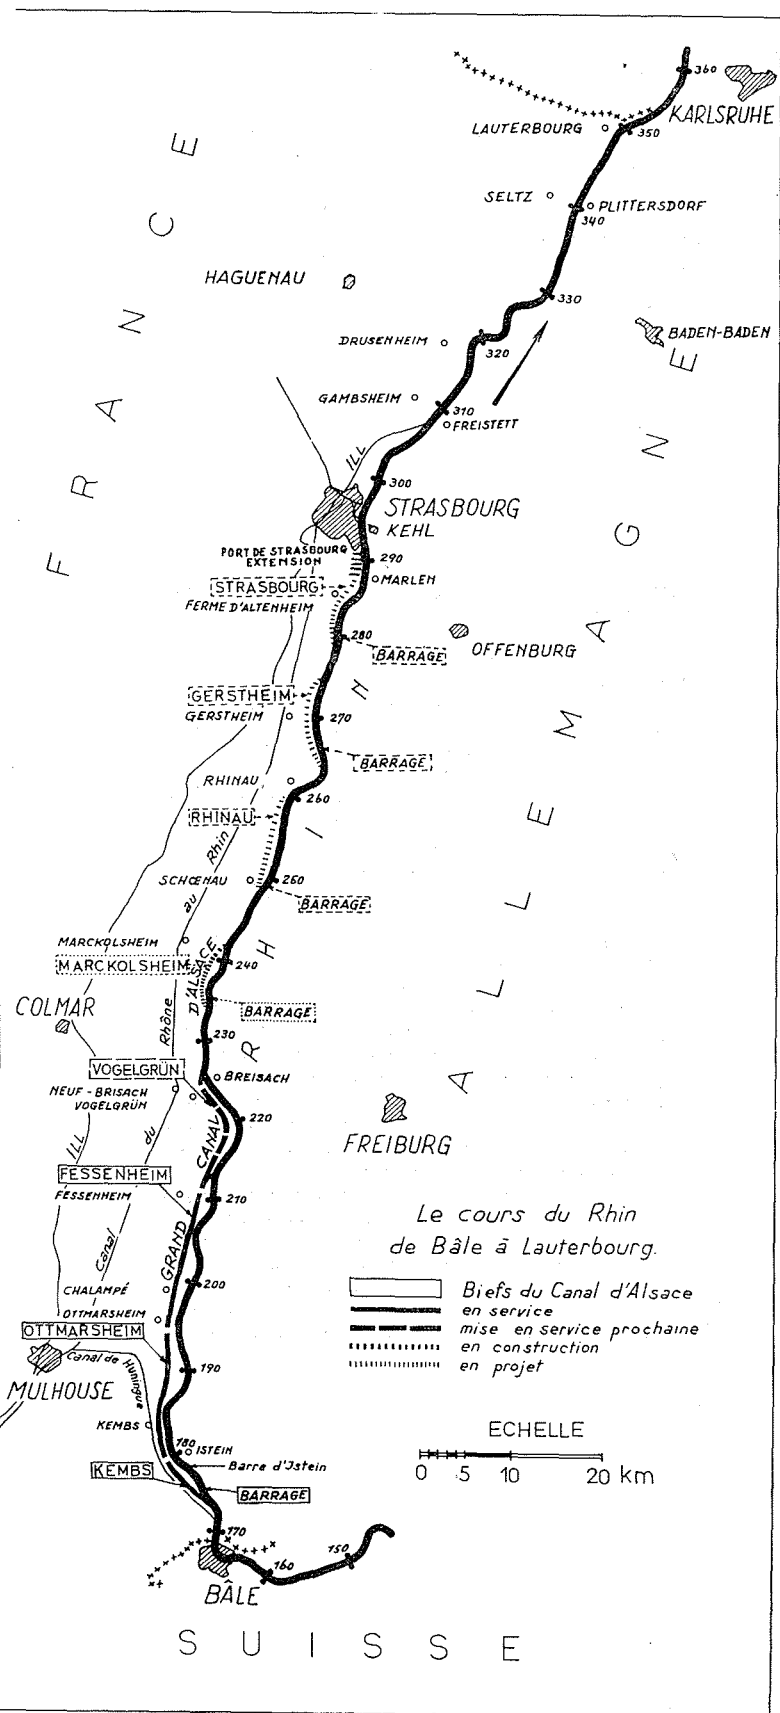 360
KARLSRUHE
LAUTERBOURG
350
SELTZ
PLITTERSDORF
340
HAGUENAU
330
BADEN-BADEN
DRUSENHEIM
320
GAMBSHEIM
310
FREISTETT
ILL
300
STRASBOURG
KEHL
PORT DE STRASBOURG
EXTENSION
290
STRASBOURG
MARLEN
FERME D'ALTENHEIM
280
BARRAGE
OFFENBURG
GERSTHEIM
GERSTHEIM
270
BARRAGE
RHINAU
260
RHINAU
SCHŒNAU
250
BARRAGE
MARCKOLSHEIM
MARCKOLSHEIM
240
COLMAR
BARRAGE
230
VOGELGRÜN
BREISACH
NEUF-BRISACH
VOGELGRÜM
220
FREIBURG
FESSENHEIM
FESSENHEIM
210
ILL
Canal du Rhône au Rhin
GRAND CANAL D'ALSACE
CHALAMPÉ
200
OTTMARSHEIM
OTTMARSHEIM
Canal de Huningue
190
MULHOUSE
KEMBS
180
ISTEIN
Barre d'Istein
KEMBS
BARRAGE
170
160
150
BÂLE
FRANCE
RHIN
ALLEMAGNE
SUISSE
Le cours du Rhin
de Bâle à Lauterbourg.
Biefs du Canal d'Alsace
en service
mise en service prochaine
en construction
en projet
ECHELLE
0 5 10 20 km